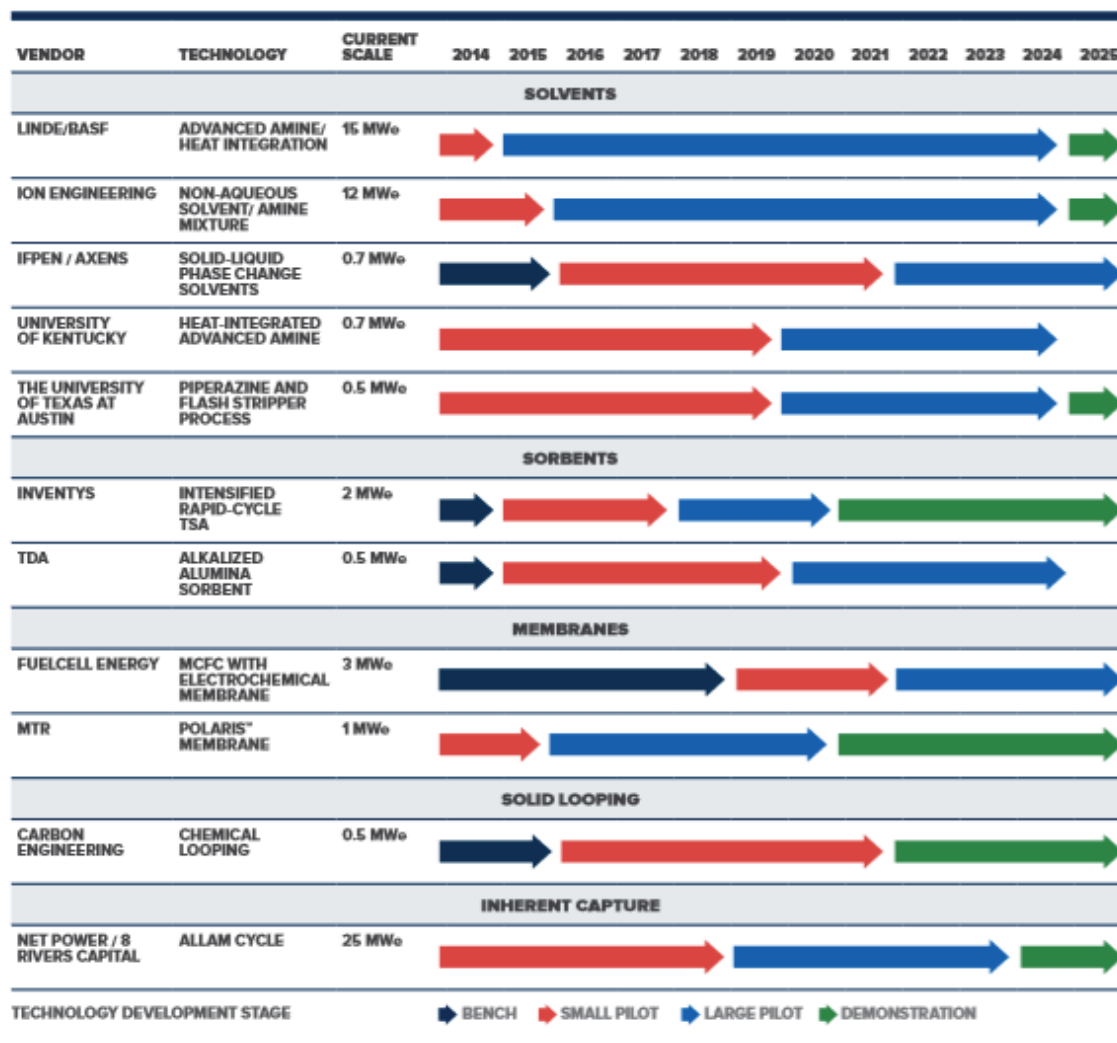 VENDOR TECHNOLOGY CURRENT SCALE 2014 2015 2016 2017 2018 2019 2020 2021 2022 2023 2024 2025
SOLVENTS
LINDE/BASF ADVANCED AMINE/ 15 MWe
HEAT INTEGRATION
ION ENGINEERING NON-AQUEOUS 12 MWe
SOLVENT/ AMINE
MIXTURE
IFPEN / AXENS SOLID-LIQUID 0.7 MWe
PHASE CHANGE
SOLVENTS
UNIVERSITY HEAT-INTEGRATED 0.7 MWe
OF KENTUCKY ADVANCED AMINE
THE UNIVERSITY PIPERAZINE AND 0.5 MWe
OF TEXAS AT FLASH STRIPPER
AUSTIN PROCESS
SORBENTS
INVENTYS INTENSIFIED 2 MWe
RAPID-CYCLE
TSA
TDA ALKALIZED 0.5 MWe
ALUMINA
SORBENT
MEMBRANES
FUELCELL ENERGY MCFC WITH 3 MWe
ELECTROCHEMICAL
MEMBRANE
MTR POLARIS™ 1 MWe
MEMBRANE
SOLID LOOPING
CARBON CHEMICAL 0.5 MWe
ENGINEERING LOOPING
INHERENT CAPTURE
NET POWER / 8 ALLAM CYCLE 25 MWe
RIVERS CAPITAL
TECHNOLOGY DEVELOPMENT STAGE BENCH SMALL PILOT LARGE PILOT DEMONSTRATION